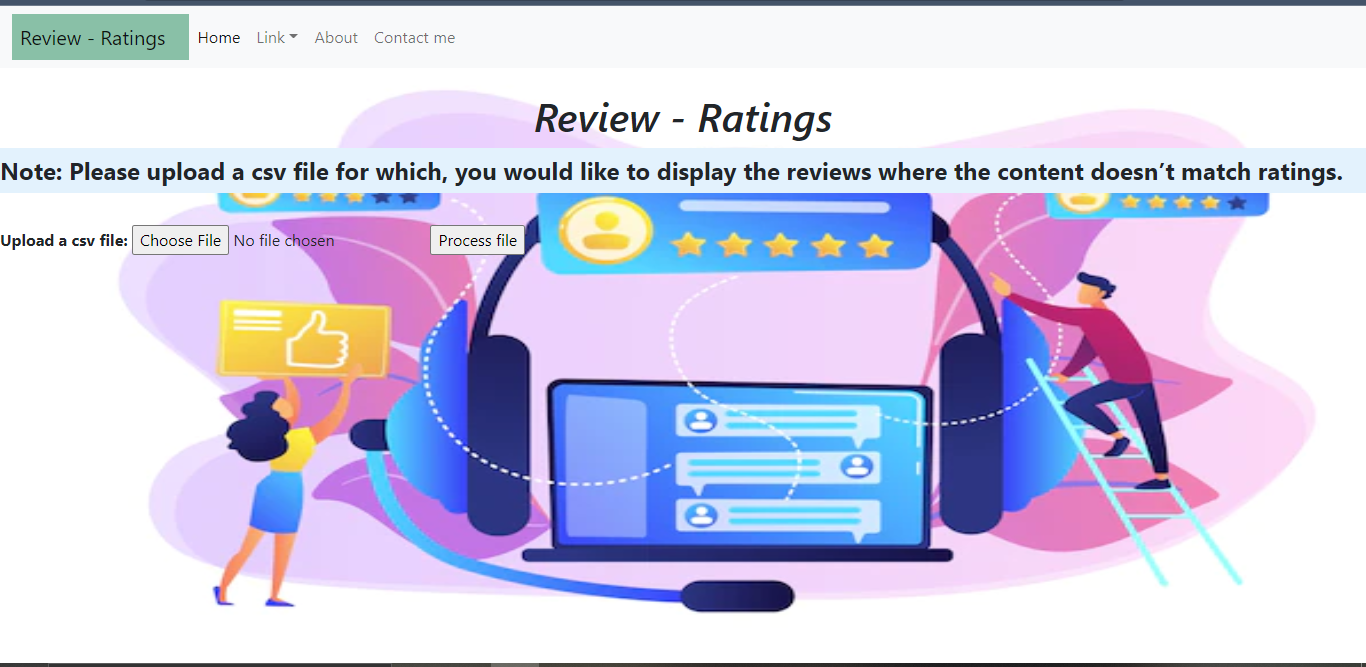 Review - Ratings Home Link About Contact me
Review - Ratings
Note: Please upload a csv file for which, you would like to display the reviews where the content doesn’t match ratings.
Upload a csv file: Choose File No file chosen Process file